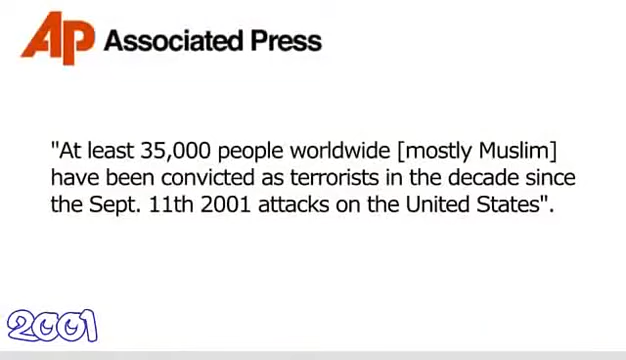 AP Associated Press
"At least 35,000 people worldwide [mostly Muslim]
have been convicted as terrorists in the decade since
the Sept. 11th 2001 attacks on the United States".
2001